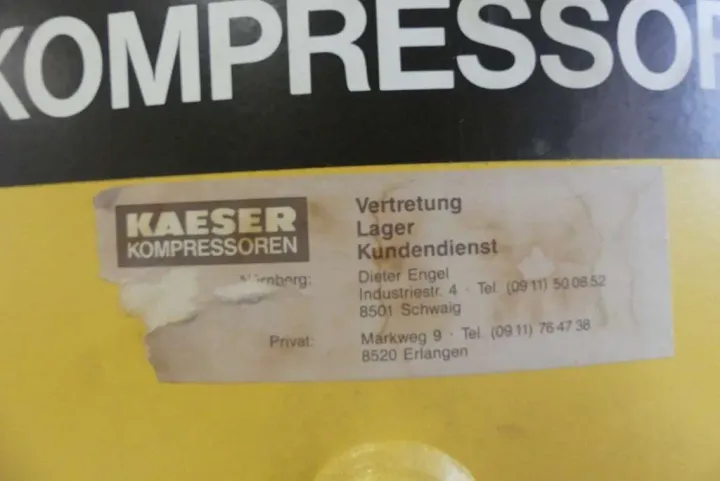 KOMPRESSOR
KAESER
KOMPRESSOREN
Vertretung
Lager
Kundendienst
Nürnberg:
Dieter Engel
Industriestr. 4 · Tel. (09 11) 50 08 52
8501 Schwaig
Privat:
Markweg 9 · Tel. (09 11) 76 47 38
8520 Erlangen